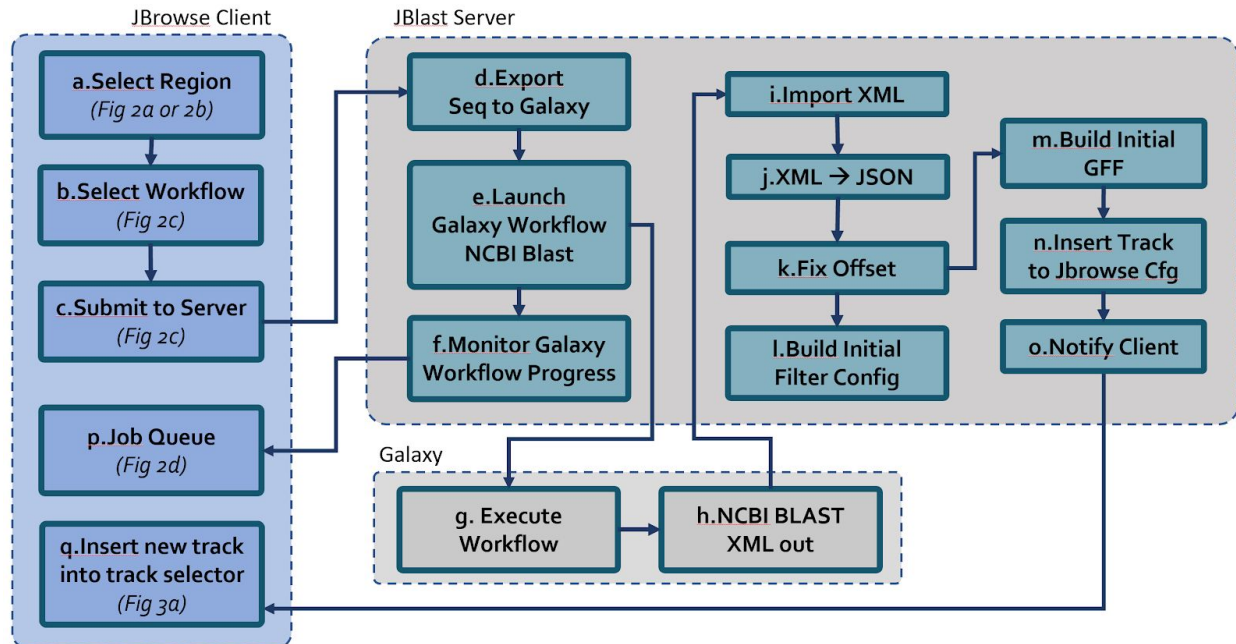 JBrowse Client
a.Select Region
(Fig 2a or 2b)
b.Select Workflow
(Fig 2c)
c.Submit to Server
(Fig 2c)
p.Job Queue
(Fig 2d)
q.Insert new track
into track selector
(Fig 3a)
JBlast Server
d.Export
Seq to Galaxy
e.Launch
Galaxy Workflow
NCBI Blast
f.Monitor Galaxy
Workflow Progress
i.Import XML
j.XML → JSON
k.Fix Offset
l.Build Initial
Filter Config
m.Build Initial
GFF
n.Insert Track
to Jbrowse Cfg
o.Notify Client
Galaxy
g. Execute
Workflow
h.NCBI BLAST
XML out